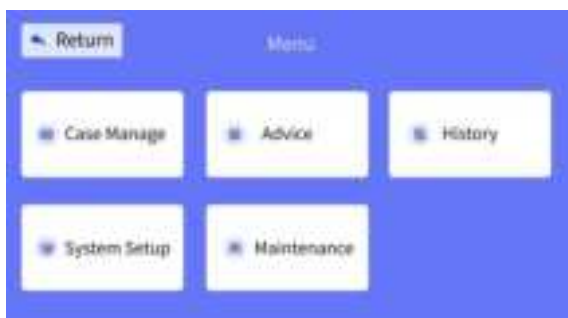 Return
Menu
Case Manage
Advice
History
System Setup
Maintenance